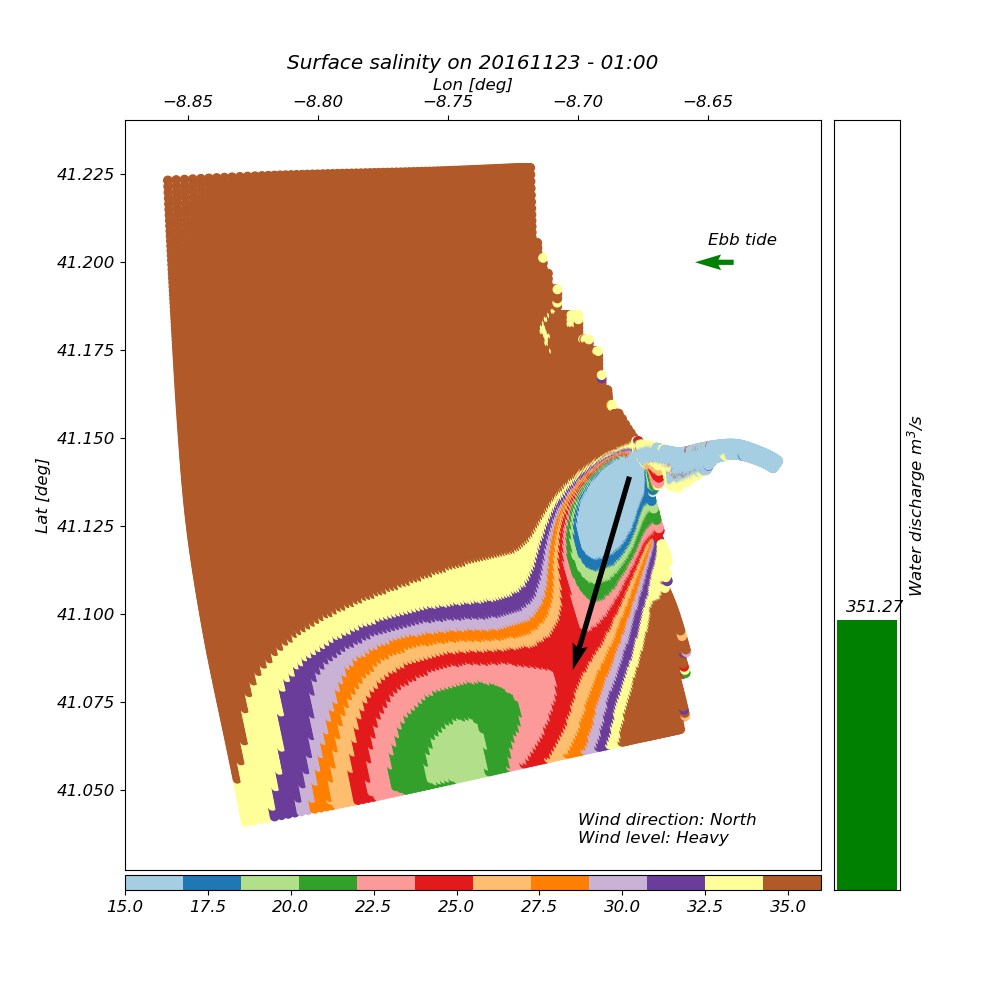 Surface salinity on 20161123 - 01:00
Lon [deg]
−8.85 −8.80 −8.75 −8.70 −8.65
41.225
41.200
41.175
41.150
41.125
41.100
41.075
41.050
Lat [deg]
Ebb tide
Wind direction: North
Wind level: Heavy
351.27
Water discharge m³/s
15.0 17.5 20.0 22.5 25.0 27.5 30.0 32.5 35.0